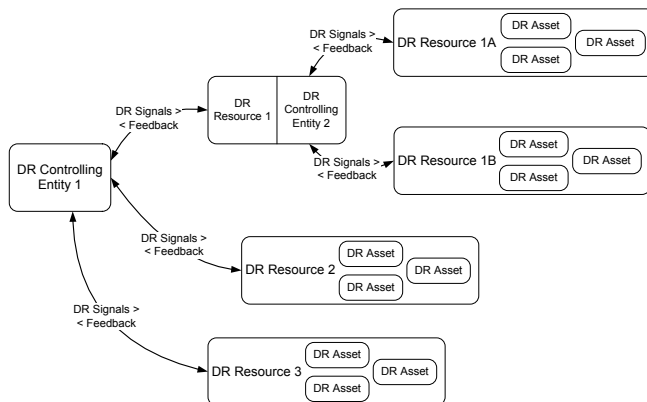 DR Signals >
< Feedback
DR Resource 1A
DR Asset
DR Asset
DR Asset
DR Signals >
< Feedback
DR
Resource 1
DR
Controlling
Entity 2
DR Signals >
< Feedback
DR Resource 1B
DR Asset
DR Asset
DR Asset
DR Controlling
Entity 1
DR Signals >
< Feedback
DR Resource 2
DR Asset
DR Asset
DR Asset
DR Signals >
< Feedback
DR Resource 3
DR Asset
DR Asset
DR Asset